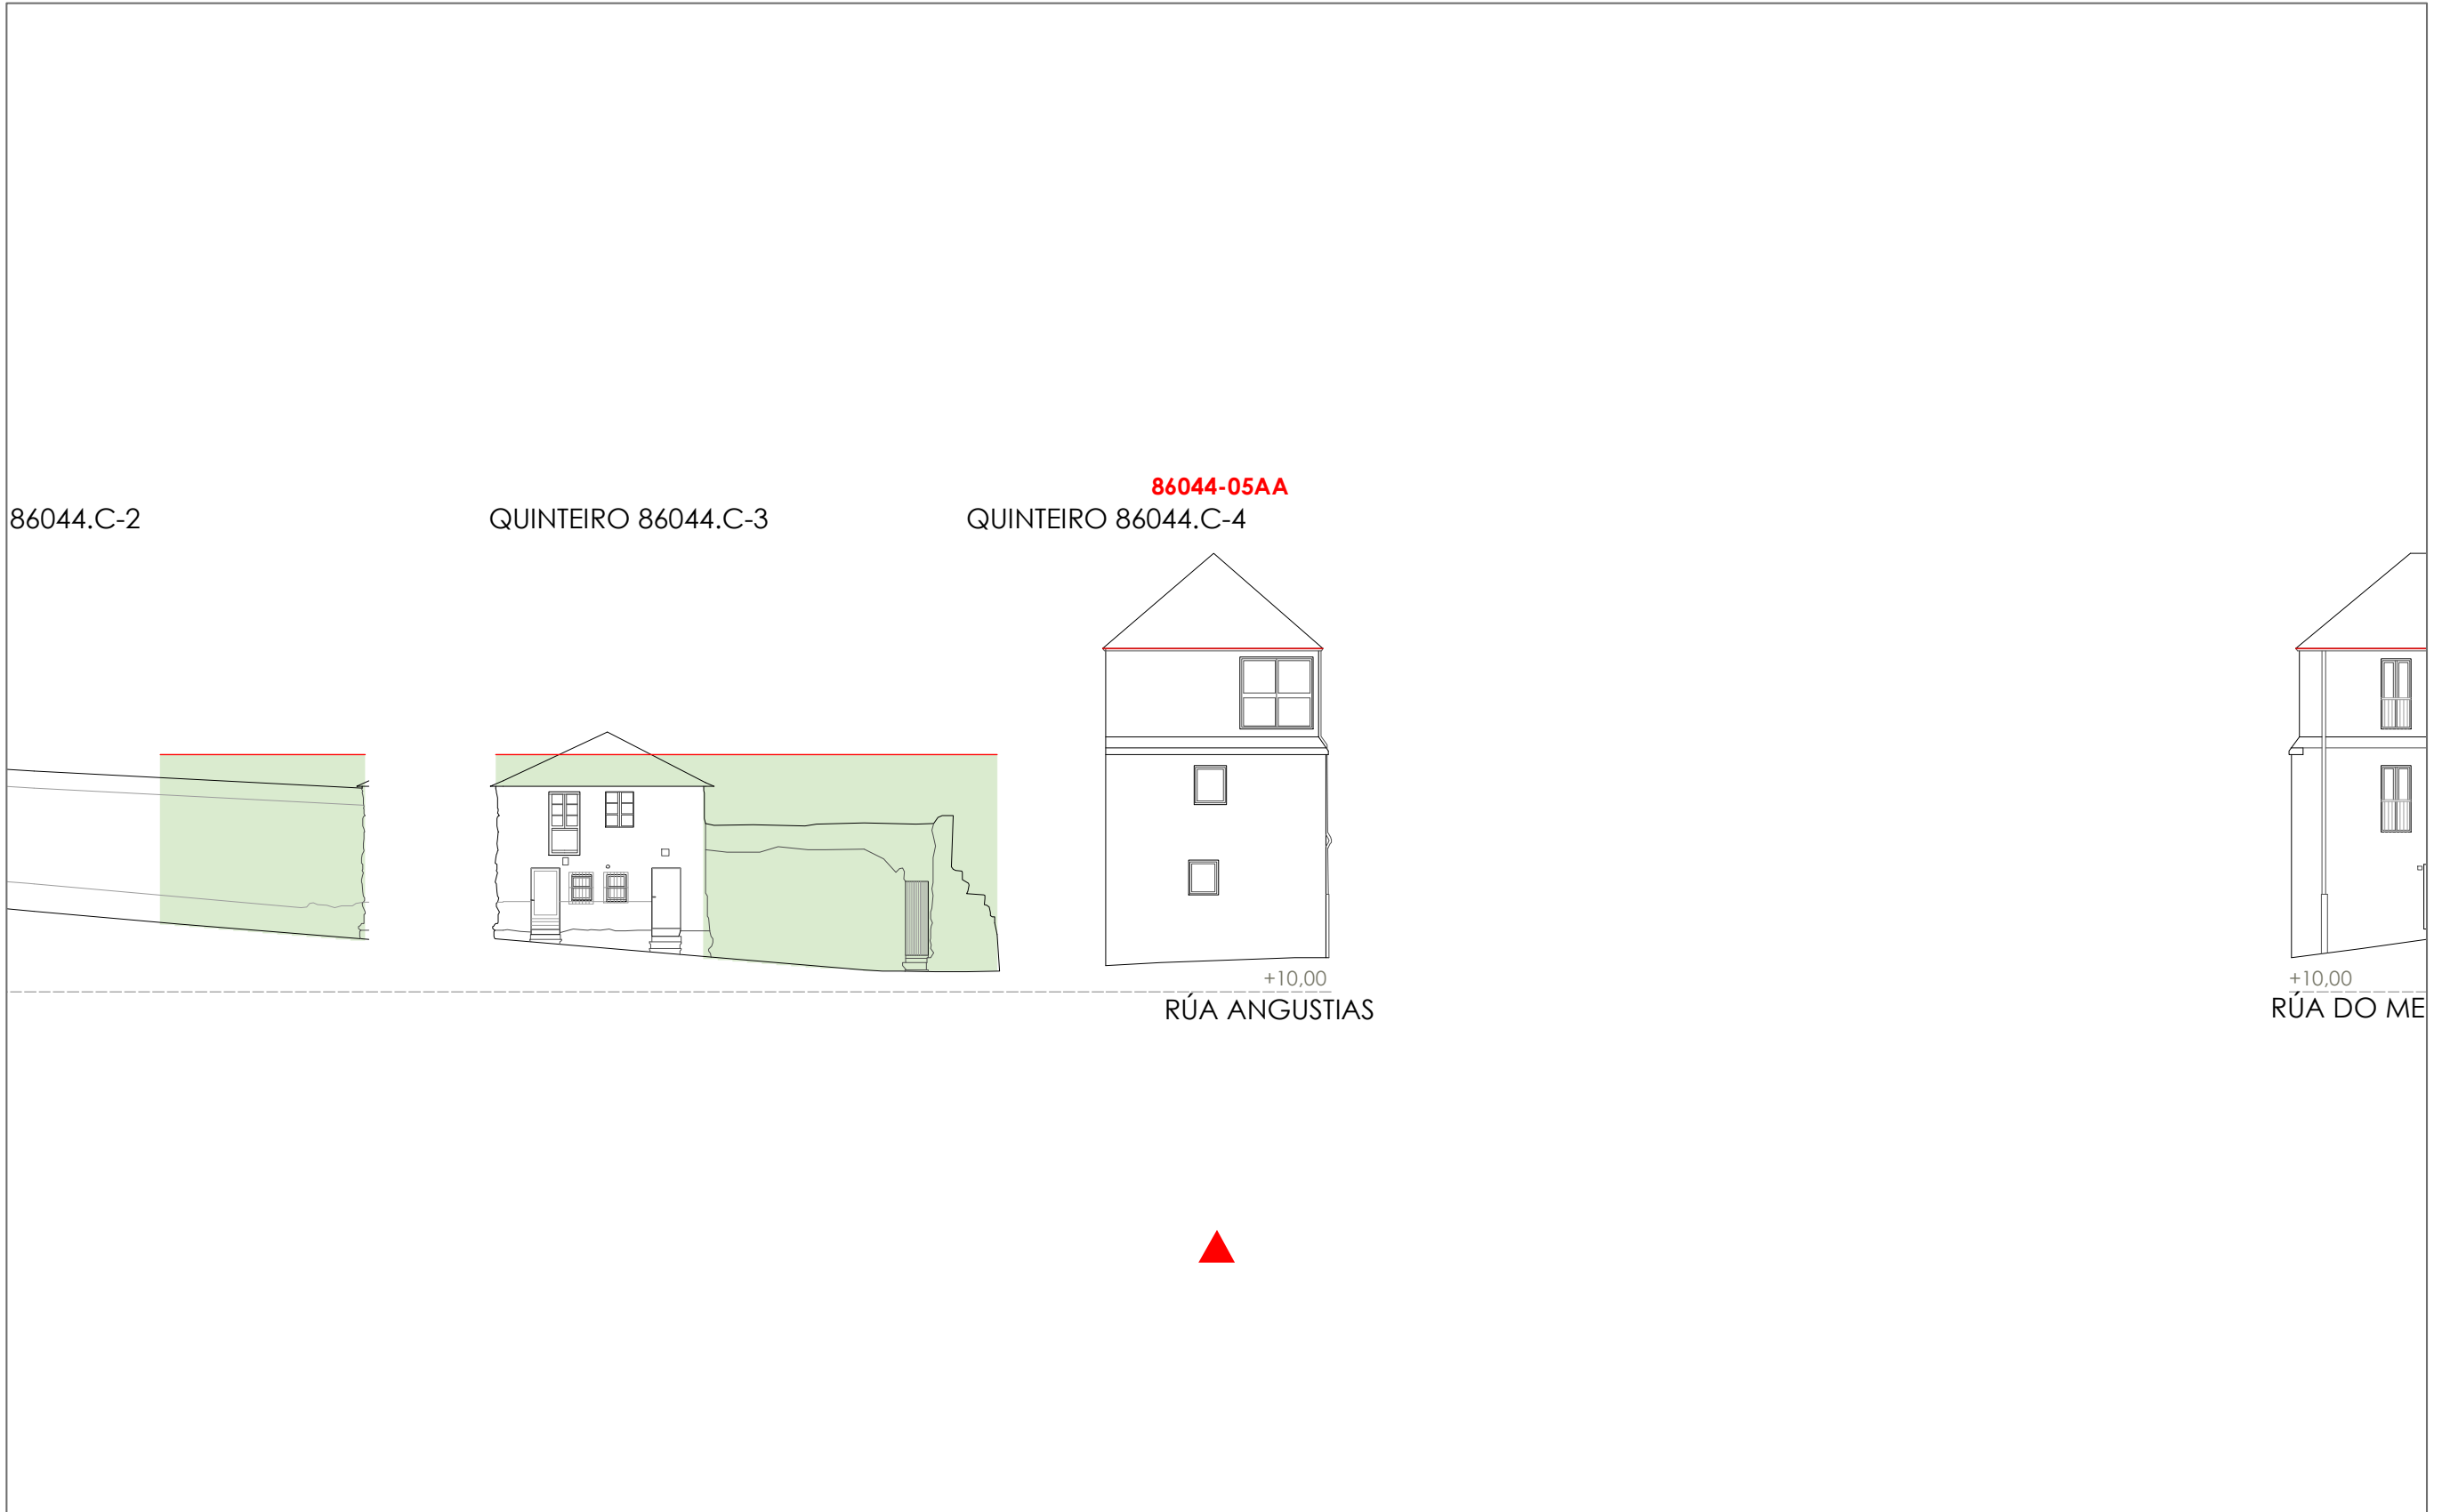 86044-05AA
86044.C-2
QUINTEIRO 86044.C-3
QUINTEIRO 86044.C-4
+10,00
+10,00
RÚA ANGUSTIAS
RÚA DO ME